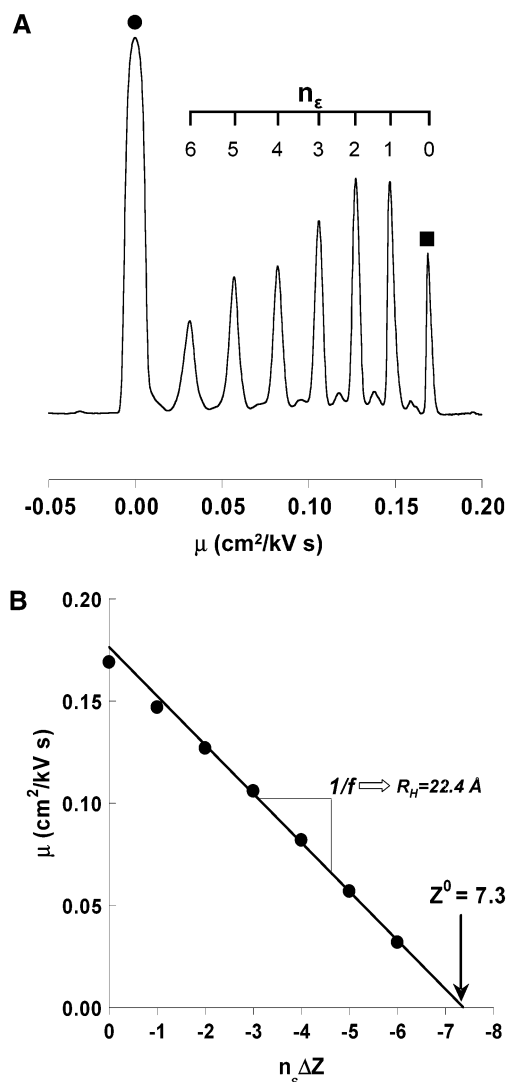 A
nε
6 5 4 3 2 1 0
-0.05 0.00 0.05 0.10 0.15 0.20
μ (cm²/kV s)
B
0.20
0.15
0.10
0.05
0.00
μ (cm²/kV s)
1/f ⇨ R_H=22.4 Å
Z⁰ = 7.3
0 -1 -2 -3 -4 -5 -6 -7 -8
nₛΔZ